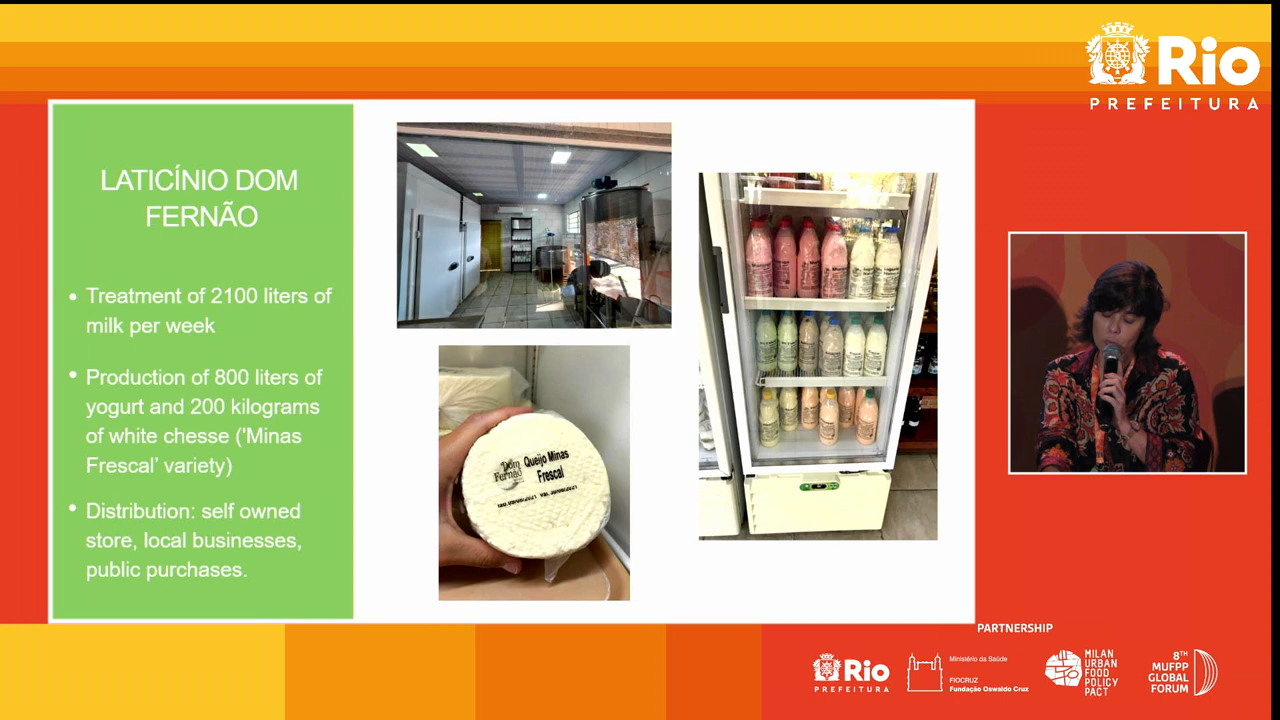 Rio
PREFEITURA
LATICÍNIO DOM
FERNÃO
• Treatment of 2100 liters of
milk per week
• Production of 800 liters of
yogurt and 200 kilograms
of white chesse ('Minas
Frescal' variety)
• Distribution: self owned
store, local businesses,
public purchases.
Dom
Fernão
Queijo Minas
Frescal
PARTNERSHIP
Rio
PREFEITURA
Ministério da Saúde
FIOCRUZ
Fundação Oswaldo Cruz
MILAN
URBAN
FOOD
POLICY
PACT
8TH
MUFPP
GLOBAL
FORUM